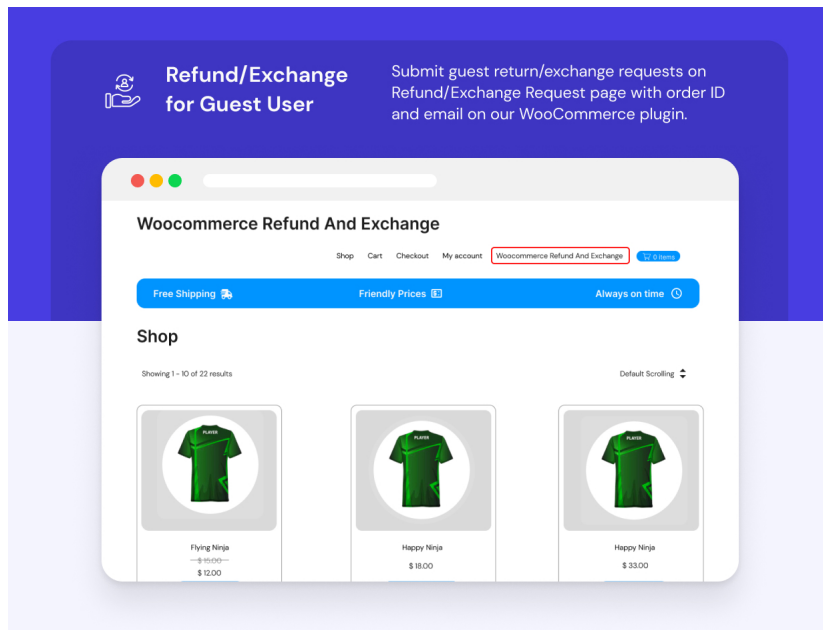 Refund/Exchange
for Guest User
Submit guest return/exchange requests on
Refund/Exchange Request page with order ID
and email on our WooCommerce plugin.
Woocommerce Refund And Exchange
Shop Cart Checkout My account Woocommerce Refund And Exchange 0 items
Free Shipping Friendly Prices Always on time
Shop
Showing 1 - 10 of 22 results Default Scrolling
PLAYER PLAYER PLAYER
Flying Ninja Happy Ninja Happy Ninja
$ 15.00
$ 12.00 $ 18.00 $ 33.00